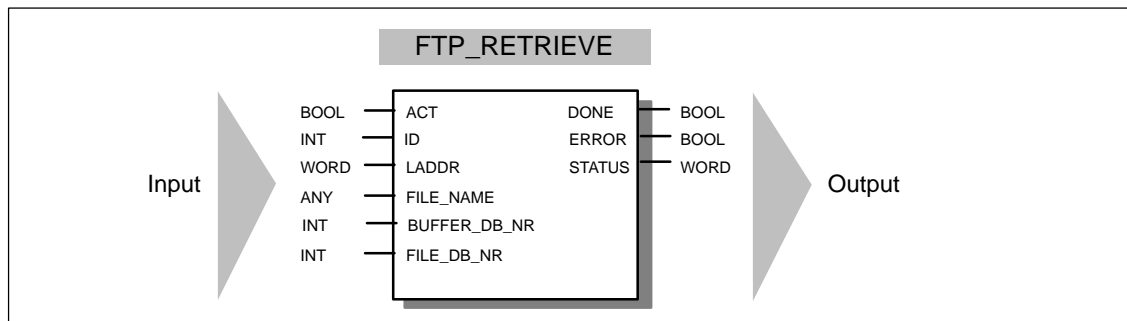 FTP_RETRIEVE
BOOL ACT DONE BOOL
INT ID ERROR BOOL
WORD LADDR STATUS WORD
Input ANY FILE_NAME Output
INT BUFFER_DB_NR
INT FILE_DB_NR